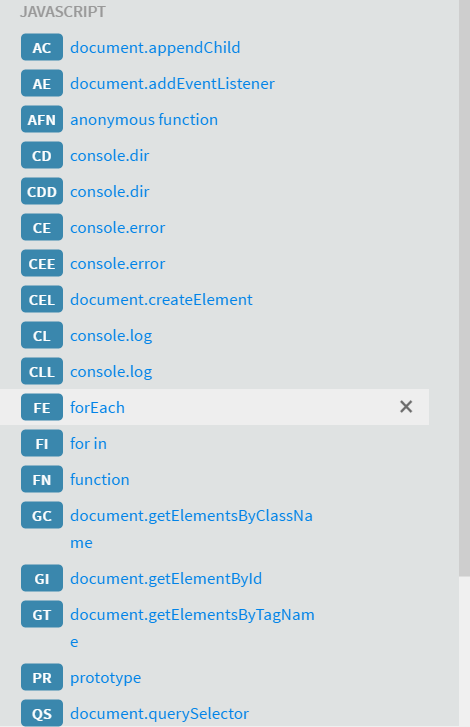 JAVASCRIPT
AC document.appendChild
AE document.addEventListener
AFN anonymous function
CD console.dir
CDD console.dir
CE console.error
CEE console.error
CEL document.createElement
CL console.log
CLL console.log
FE forEach ×
FI for in
FN function
GC document.getElementsByClassNa
me
GI document.getElementById
GT document.getElementsByTagNam
e
PR prototype
QS document.querySelector